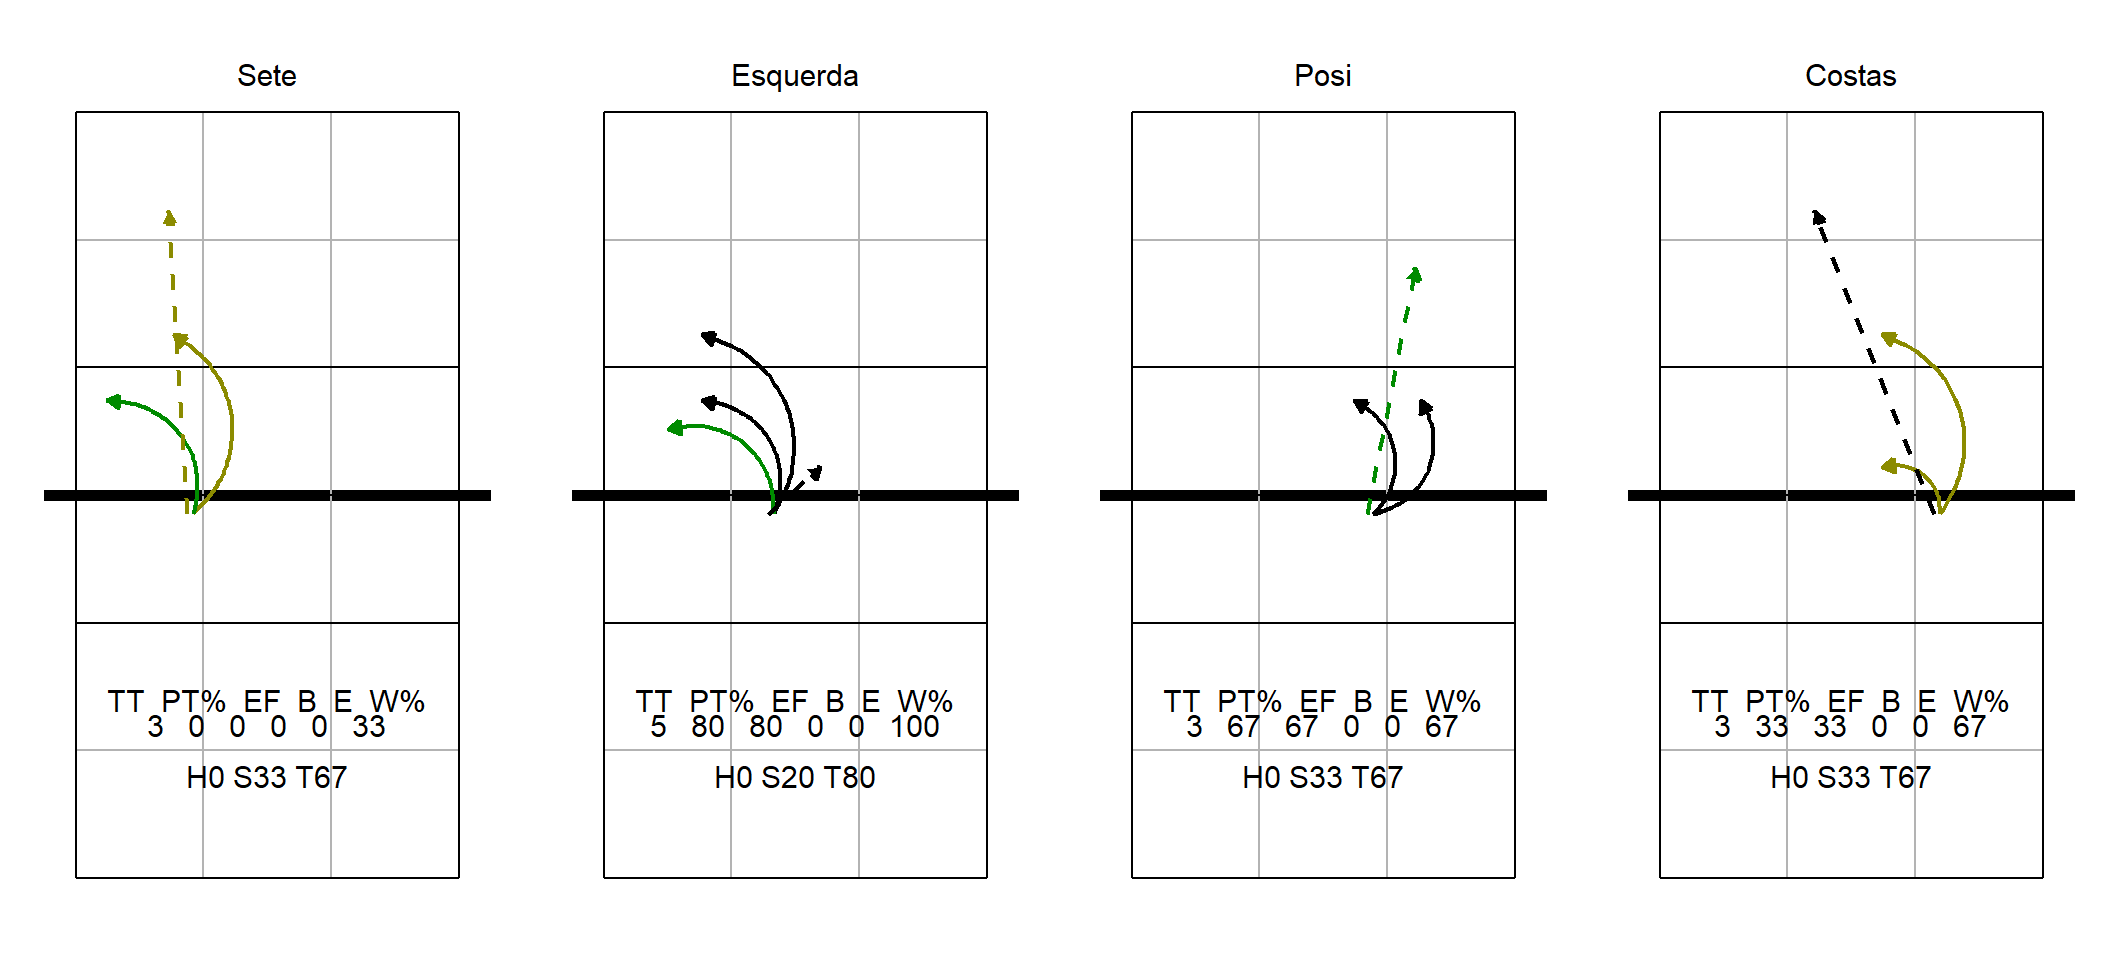 Sete
TT PT% EF B E W%
3 0 0 0 0 33
H0 S33 T67
Esquerda
TT PT% EF B E W%
5 80 80 0 0 100
H0 S20 T80
Posi
TT PT% EF B E W%
3 67 67 0 0 67
H0 S33 T67
Costas
TT PT% EF B E W%
3 33 33 0 0 67
H0 S33 T67